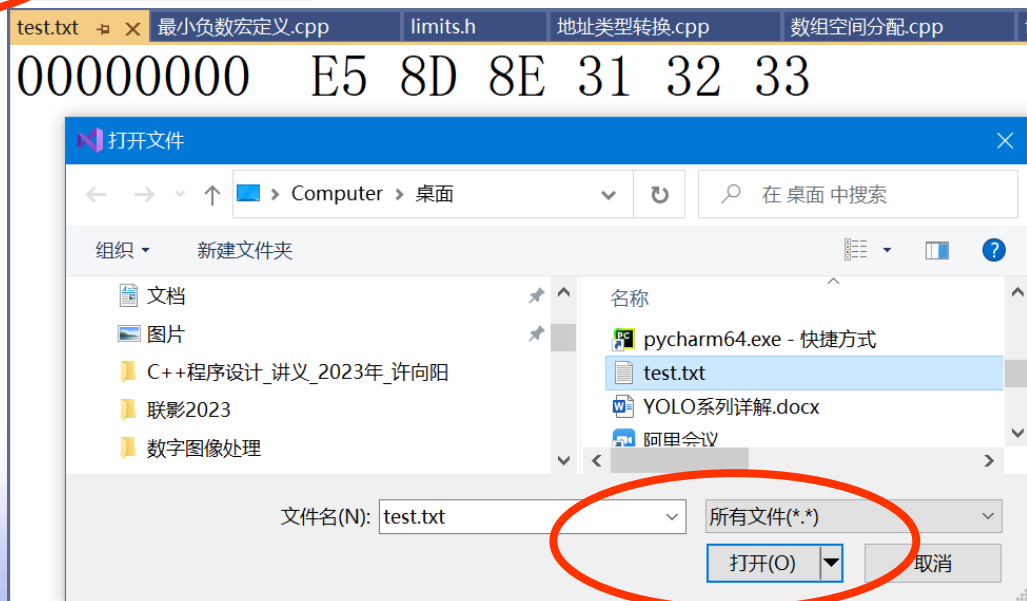 test.txt 最小负数宏定义.cpp limits.h 地址类型转换.cpp 数组空间分配.cpp
00000000 E5 8D 8E 31 32 33
打开文件
Computer > 桌面 在 桌面 中搜索
组织 新建文件夹
文档
图片
C++程序设计_讲义_2023年_许向阳
联影2023
数字图像处理
名称
pycharm64.exe - 快捷方式
test.txt
YOLO系列详解.docx
阿里会议
文件名(N): test.txt 所有文件(*.*)
打开(O) 取消